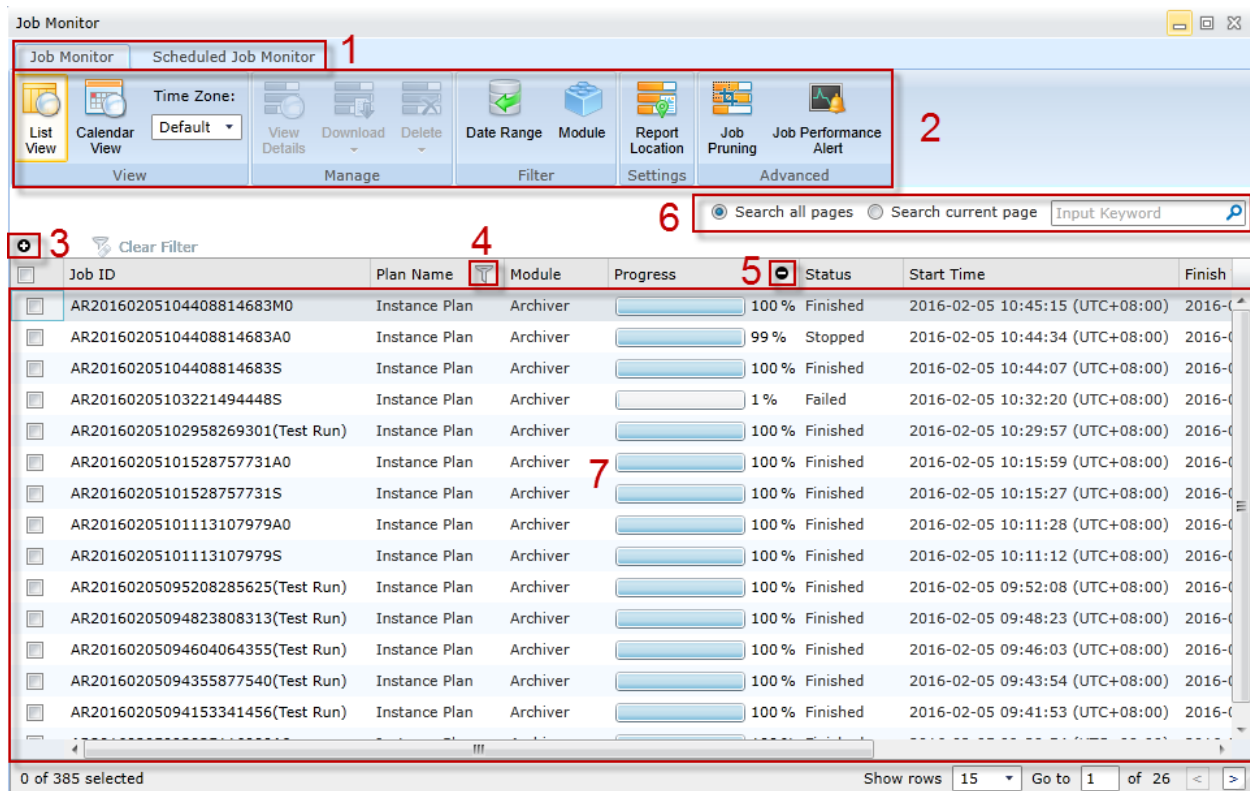 Job Monitor
Job Monitor Scheduled Job Monitor 1
List View
Calendar View
Time Zone:
Default
View Details
Download
Delete
Date Range
Module
Report Location
Job Pruning
Job Performance Alert
2
View Manage Filter Settings Advanced
6 Search all pages Search current page Input Keyword
3 Clear Filter 4
Job ID Plan Name Module Progress 5 Status Start Time Finish
AR20160205104408814683M0 Instance Plan Archiver 100 % Finished 2016-02-05 10:45:15 (UTC+08:00) 2016-
AR20160205104408814683A0 Instance Plan Archiver 99 % Stopped 2016-02-05 10:44:34 (UTC+08:00) 2016-
AR20160205104408814683S Instance Plan Archiver 100 % Finished 2016-02-05 10:44:07 (UTC+08:00) 2016-
AR20160205103221494448S Instance Plan Archiver 1 % Failed 2016-02-05 10:32:20 (UTC+08:00) 2016-
AR20160205102958269301(Test Run) Instance Plan Archiver 100 % Finished 2016-02-05 10:29:57 (UTC+08:00) 2016-
AR20160205101528757731A0 Instance Plan Archiver 7 100 % Finished 2016-02-05 10:15:59 (UTC+08:00) 2016-
AR20160205101528757731S Instance Plan Archiver 100 % Finished 2016-02-05 10:15:27 (UTC+08:00) 2016-
AR20160205101113107979A0 Instance Plan Archiver 100 % Finished 2016-02-05 10:11:28 (UTC+08:00) 2016-
AR20160205101113107979S Instance Plan Archiver 100 % Finished 2016-02-05 10:11:12 (UTC+08:00) 2016-
AR20160205095208285625(Test Run) Instance Plan Archiver 100 % Finished 2016-02-05 09:52:08 (UTC+08:00) 2016-
AR20160205094823808313(Test Run) Instance Plan Archiver 100 % Finished 2016-02-05 09:48:23 (UTC+08:00) 2016-
AR20160205094604064355(Test Run) Instance Plan Archiver 100 % Finished 2016-02-05 09:46:03 (UTC+08:00) 2016-
AR20160205094355877540(Test Run) Instance Plan Archiver 100 % Finished 2016-02-05 09:43:54 (UTC+08:00) 2016-
AR20160205094153341456(Test Run) Instance Plan Archiver 100 % Finished 2016-02-05 09:41:53 (UTC+08:00) 2016-
0 of 385 selected Show rows 15 Go to 1 of 26 < >